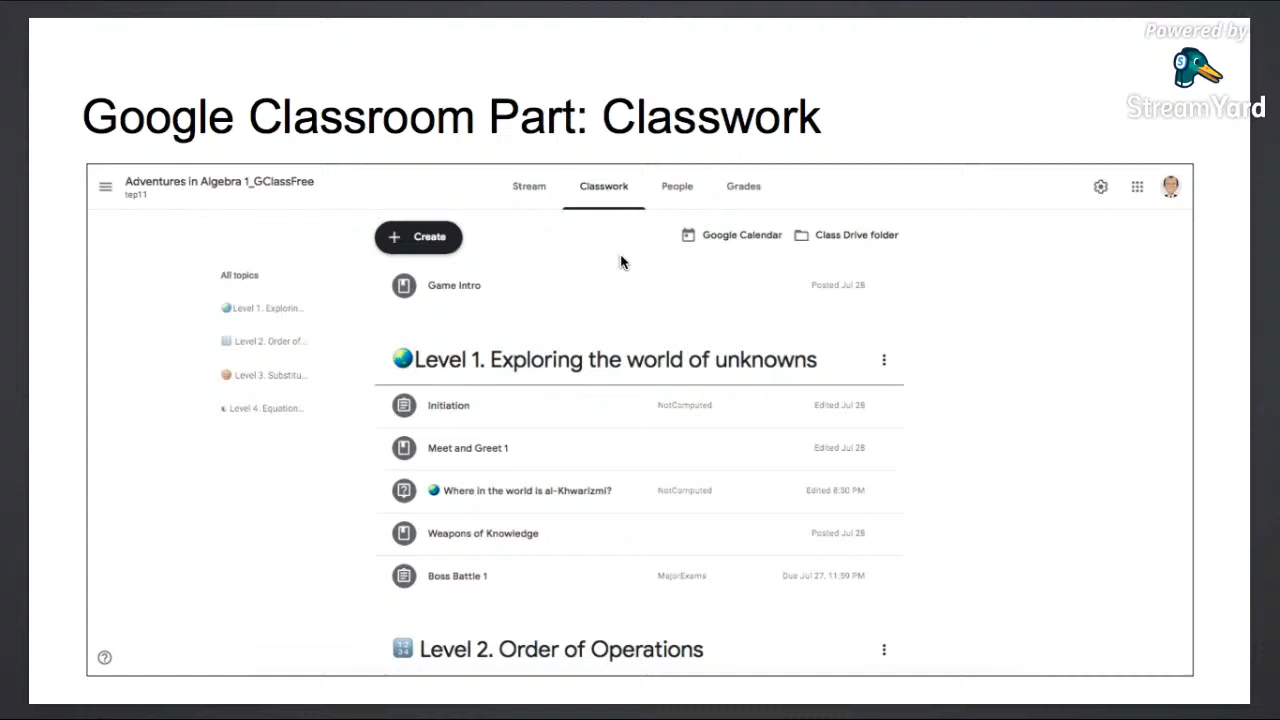 Powered by
StreamYard
Google Classroom Part: Classwork
Adventures in Algebra 1_GClassFree
tep11
Stream Classwork People Grades
+ Create
Google Calendar Class Drive folder
All topics
Level 1. Explorin...
Level 2. Order of...
Level 3. Substitu...
Level 4. Equation...
Game Intro Posted Jul 28
Level 1. Exploring the world of unknowns
Initiation NotComputed Edited Jul 28
Meet and Greet 1 Edited Jul 28
Where in the world is al-Khwarizmi? NotComputed Edited 8:30 PM
Weapons of Knowledge Posted Jul 28
Boss Battle 1 MajorExams Due Jul 27, 11:59 PM
Level 2. Order of Operations